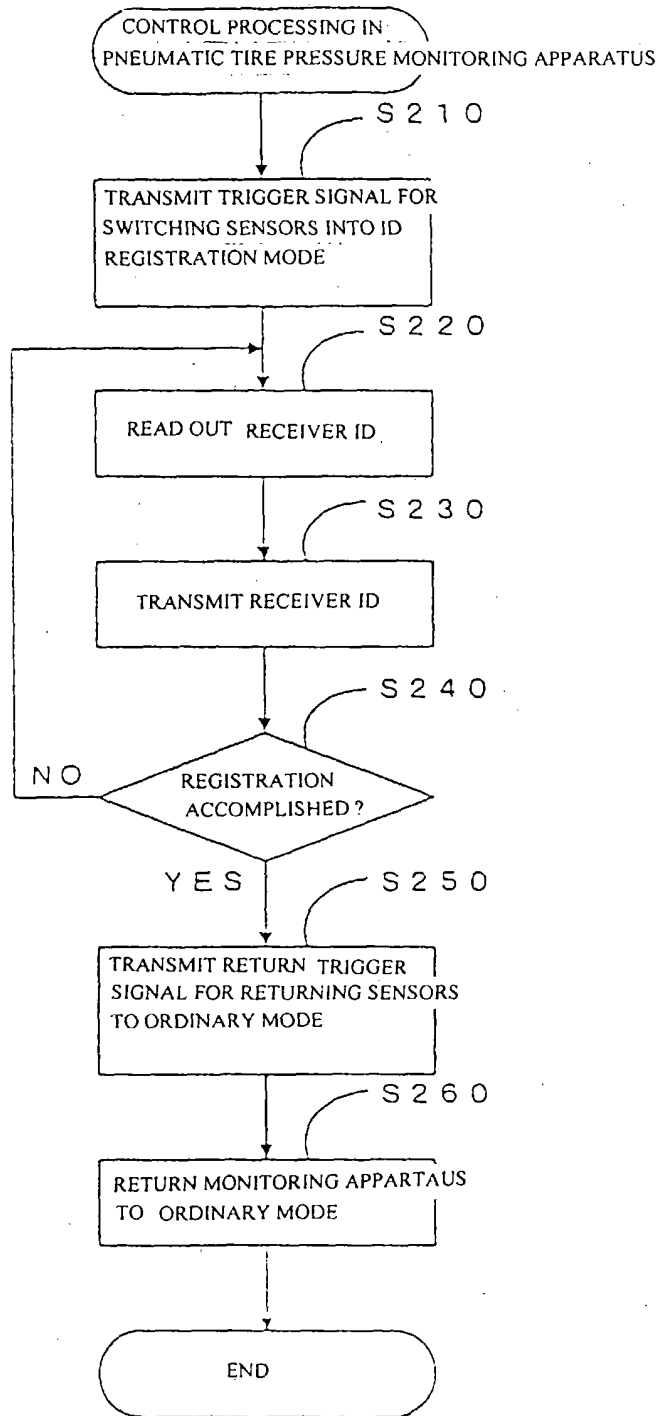 CONTROL PROCESSING IN
PNEUMATIC TIRE PRESSURE MONITORING APPARATUS
S210
TRANSMIT TRIGGER SIGNAL FOR
SWITCHING SENSORS INTO ID
REGISTRATION MODE
S220
READ OUT RECEIVER ID
S230
TRANSMIT RECEIVER ID
S240
NO
REGISTRATION
ACCOMPLISHED?
YES
S250
TRANSMIT RETURN TRIGGER
SIGNAL FOR RETURNING SENSORS
TO ORDINARY MODE
S260
RETURN MONITORING APPARTAUS
TO ORDINARY MODE
END